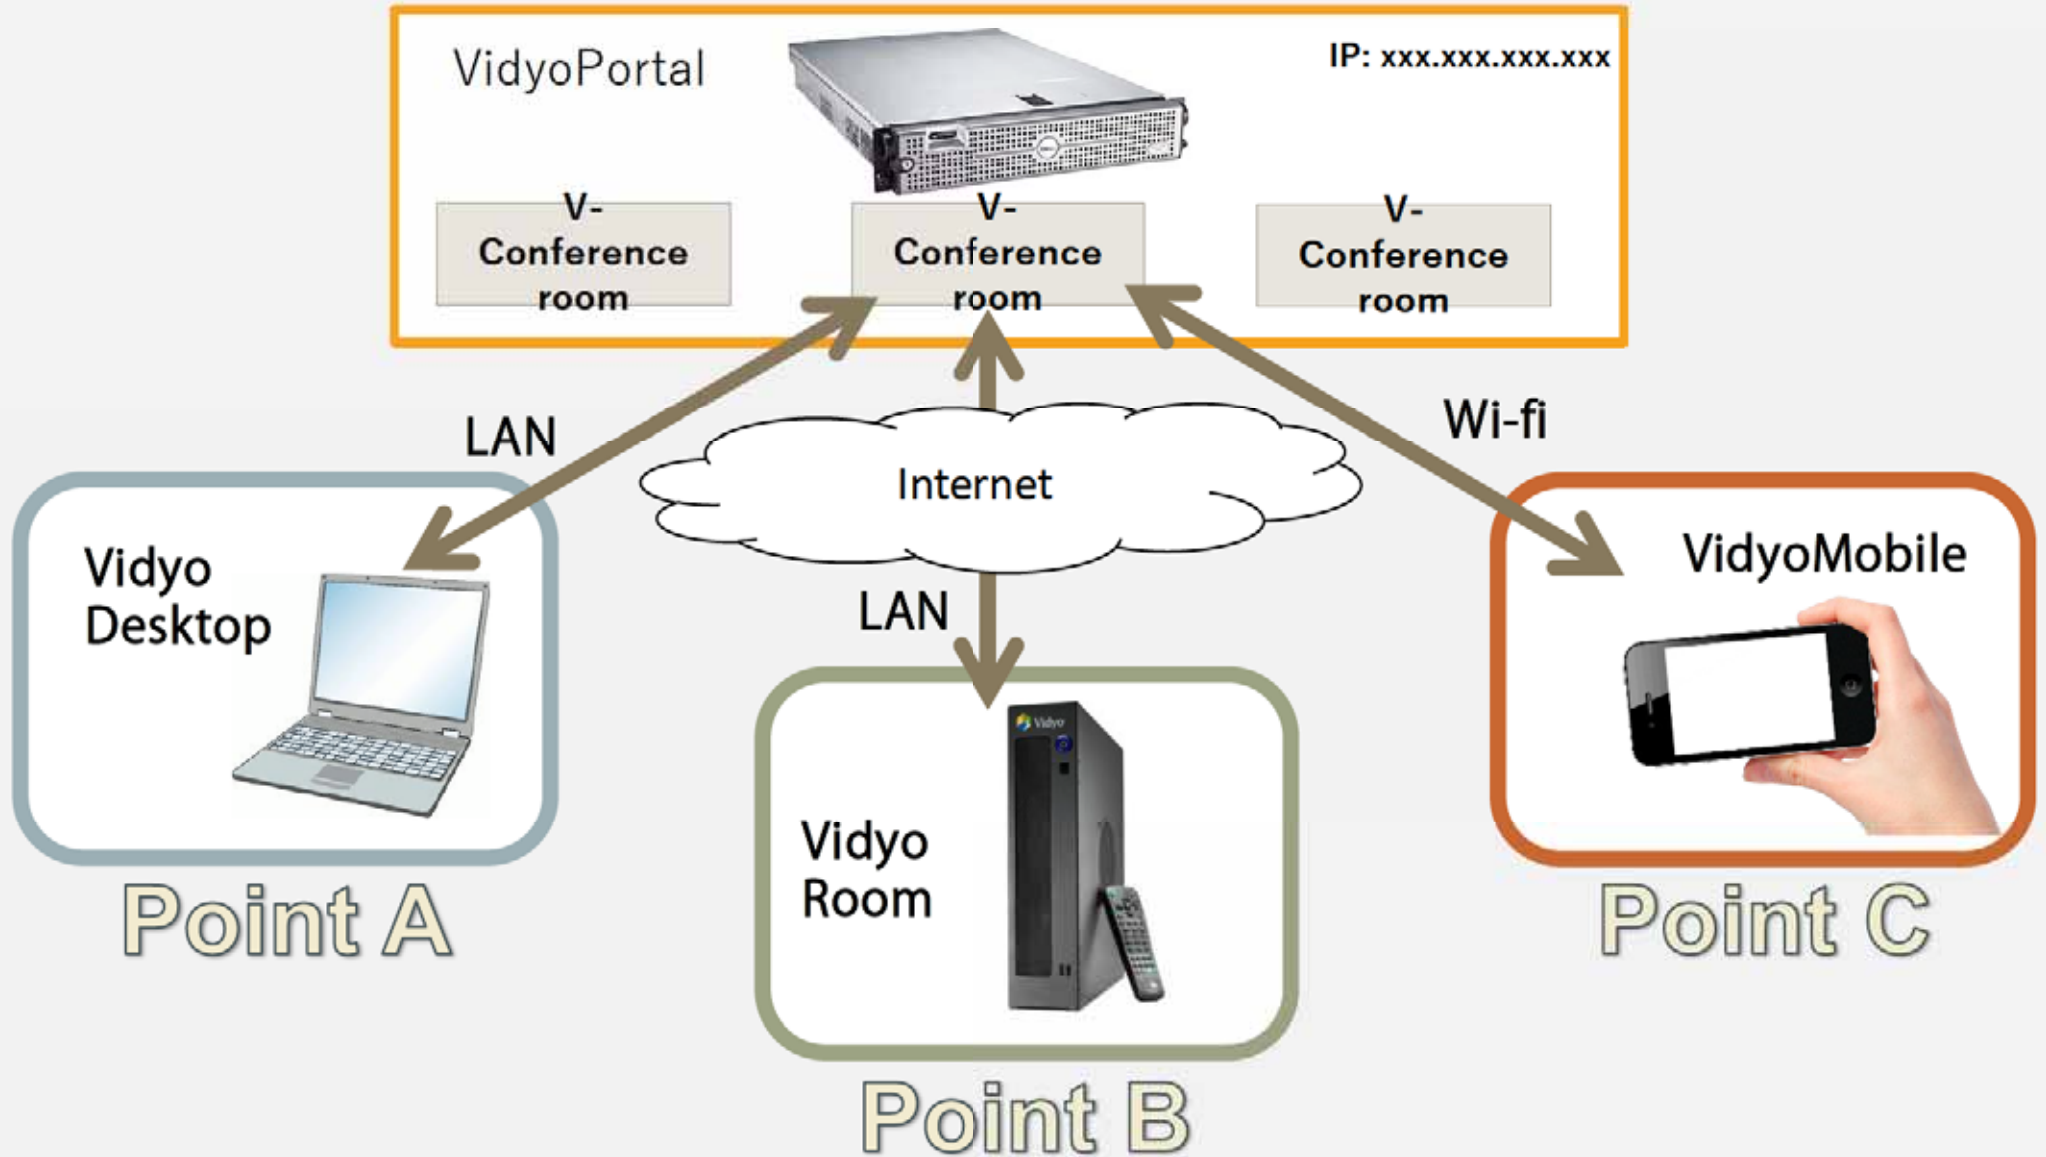 VidyoPortal
IP: xxx.xxx.xxx.xxx
V-
Conference
room
V-
Conference
room
V-
Conference
room
LAN
Wi-fi
Internet
Vidyo
Desktop
LAN
VidyoMobile
Vidyo
Vidyo
Room
Point A
Point C
Point B